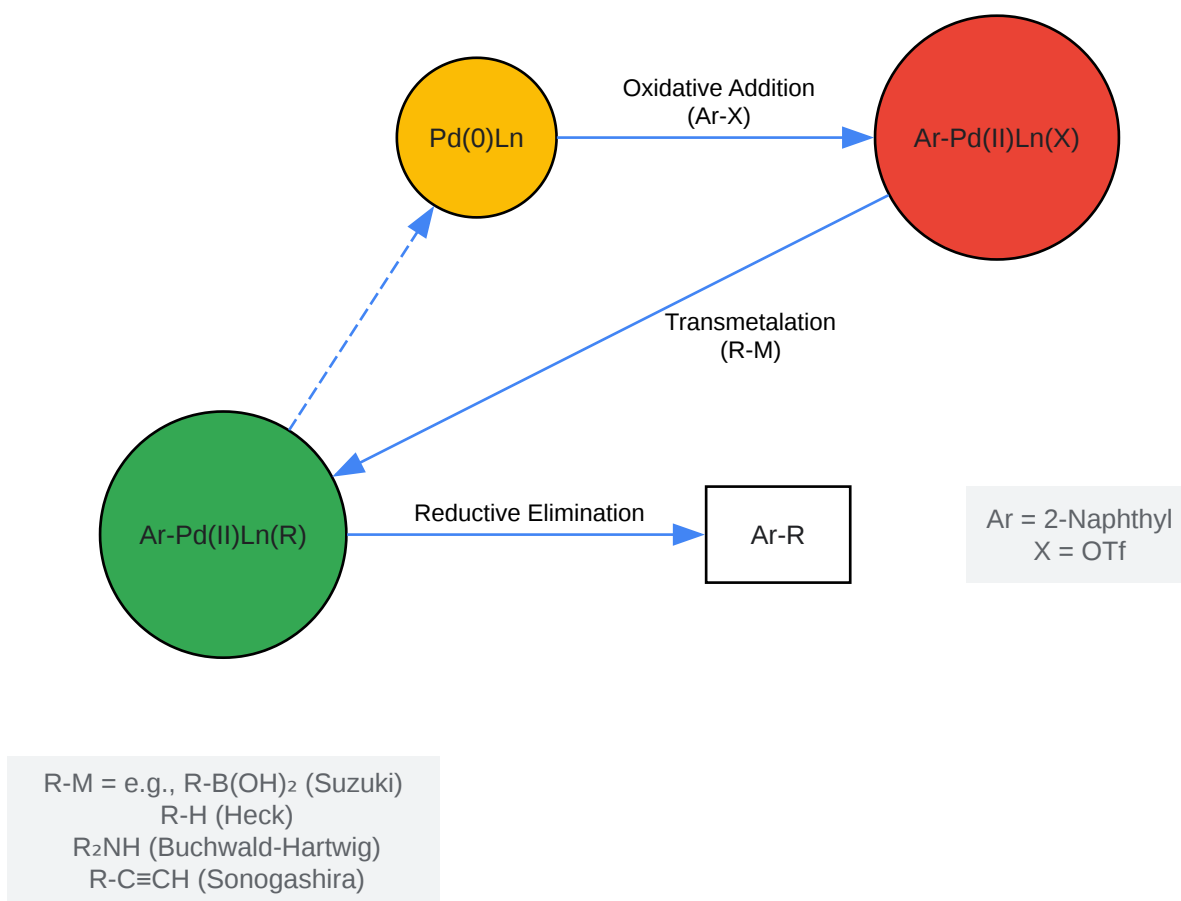 Oxidative Addition
(Ar-X)
Pd(0)Ln
Ar-Pd(II)Ln(X)
Transmetalation
(R-M)
Ar-Pd(II)Ln(R)
Reductive Elimination
Ar-R
Ar = 2-Naphthyl
X = OTf
R-M = e.g., R-B(OH)₂ (Suzuki)
R-H (Heck)
R₂NH (Buchwald-Hartwig)
R-C≡CH (Sonogashira)